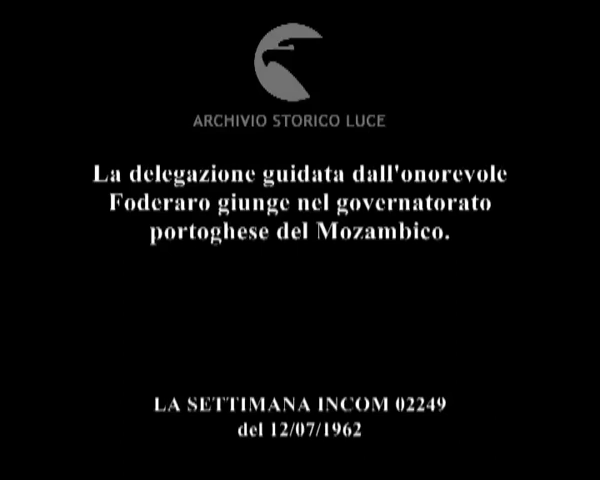 ARCHIVIO STORICO LUCE
La delegazione guidata dall'onorevole
Foderaro giunge nel governatorato
portoghese del Mozambico.
LA SETTIMANA INCOM 02249
del 12/07/1962